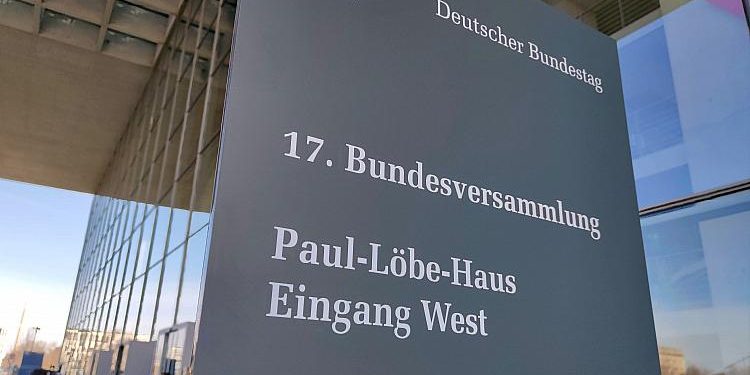 Deutscher Bundestag
17. Bundesversammlung
Paul-Löbe-Haus
Eingang West